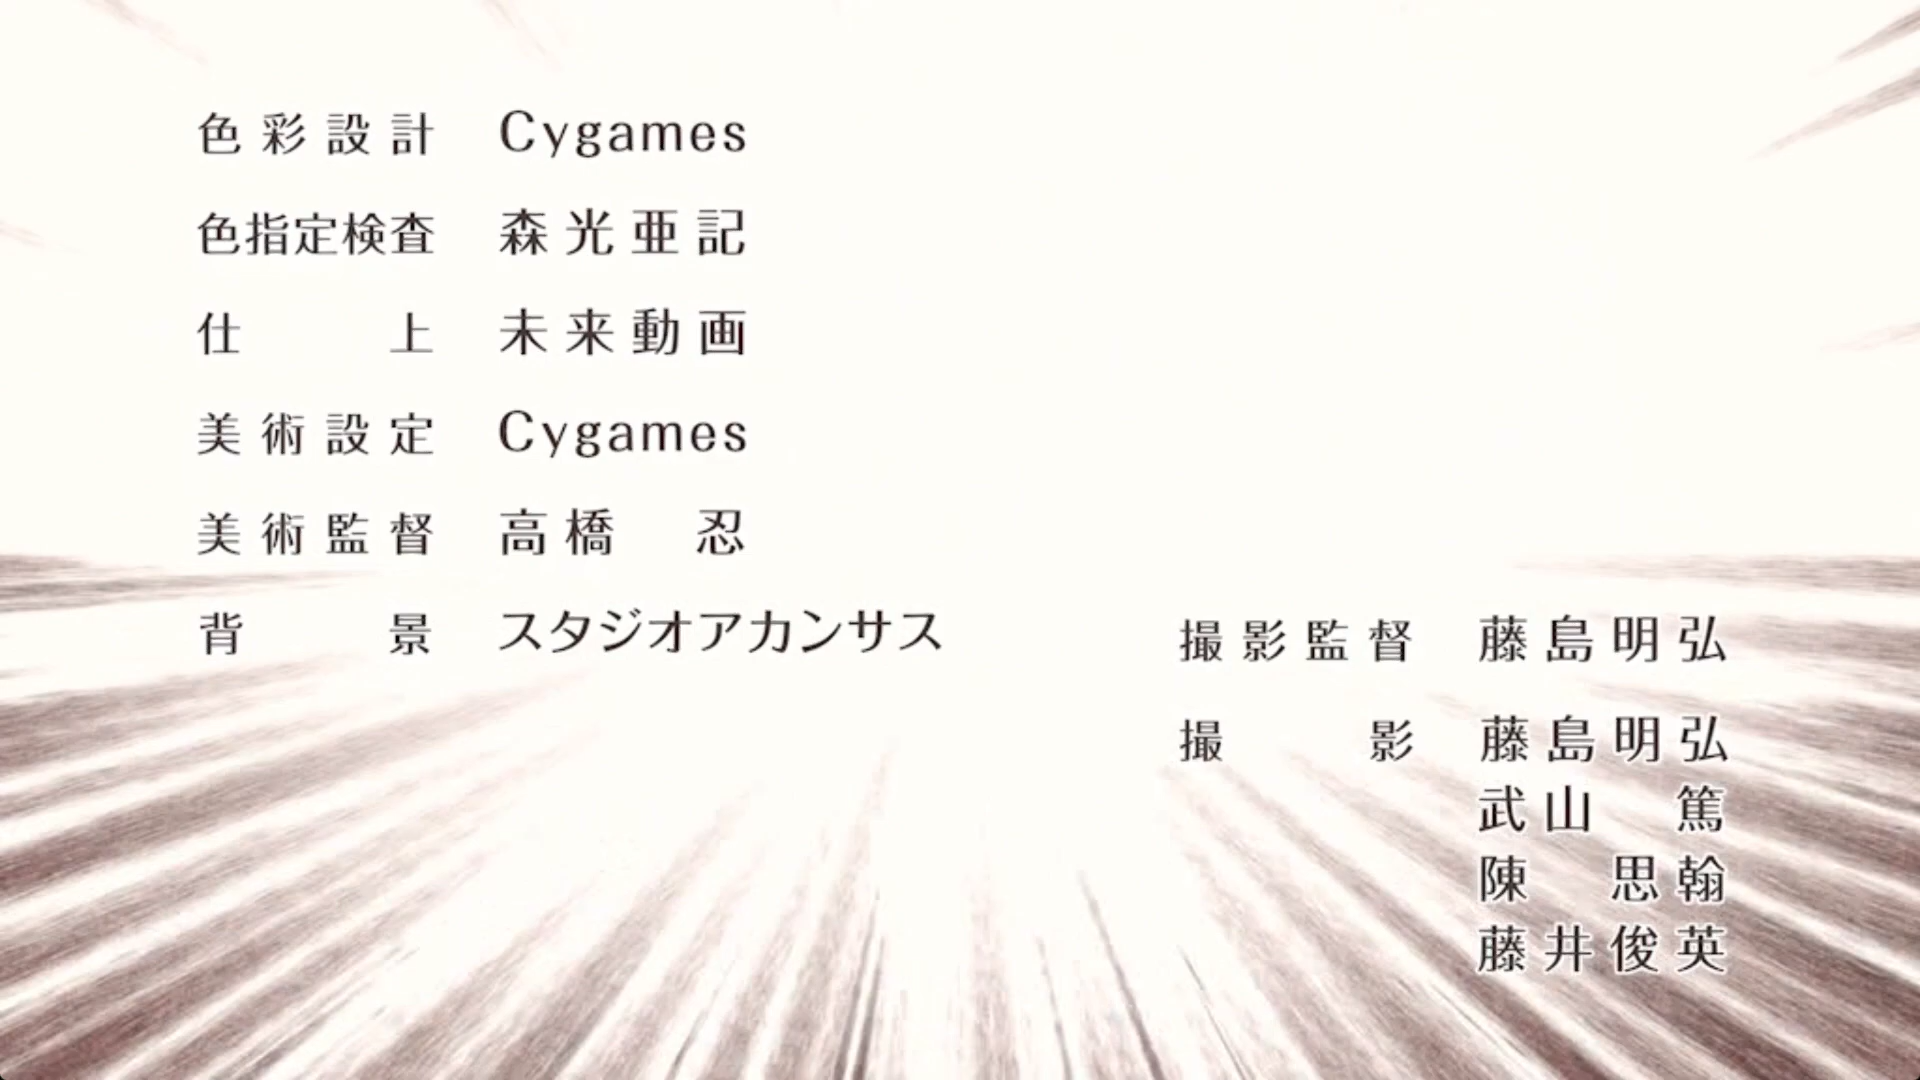 色彩設計 Cygames
色指定検査 森光亜記
仕上 未来動画
美術設定 Cygames
美術監督 高橋 忍
背景 スタジオアカンサス
撮影監督 藤島明弘
撮影 藤島明弘
武山 篤
陳 思翰
藤井俊英